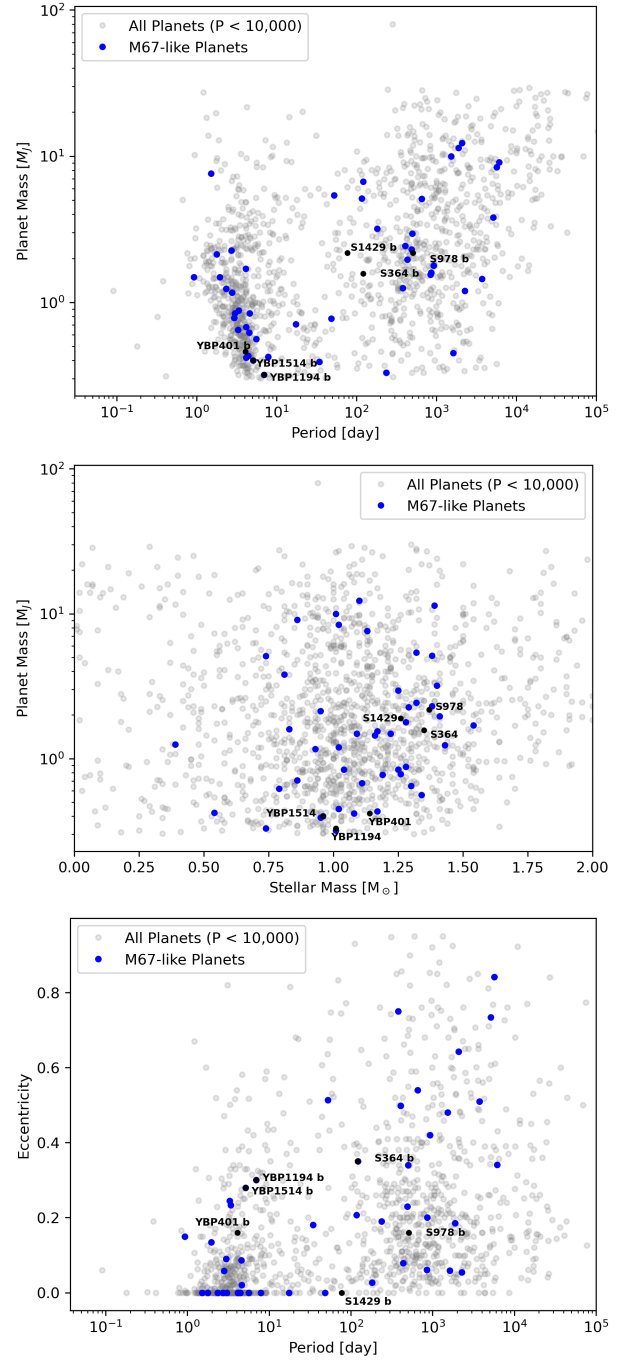 10²
All Planets (P < 10,000)
M67-like Planets
10¹
10⁰
Planet Mass [M_J]
S1429 b
S978 b
S364 b
YBP401 b
YBP1514 b
YBP1194 b
10⁻¹ 10⁰ 10¹ 10² 10³ 10⁴ 10⁵
Period [day]
10²
All Planets (P < 10,000)
M67-like Planets
10¹
10⁰
Planet Mass [M_J]
S978
S1429
S364
YBP1514
YBP401
YBP1194
0.00 0.25 0.50 0.75 1.00 1.25 1.50 1.75 2.00
Stellar Mass [M⊙]
All Planets (P < 10,000)
M67-like Planets
0.8
0.6
0.4
0.2
0.0
Eccentricity
S364 b
YBP1194 b
YBP1514 b
YBP401 b
S978 b
S1429 b
10⁻¹ 10⁰ 10¹ 10² 10³ 10⁴ 10⁵
Period [day]